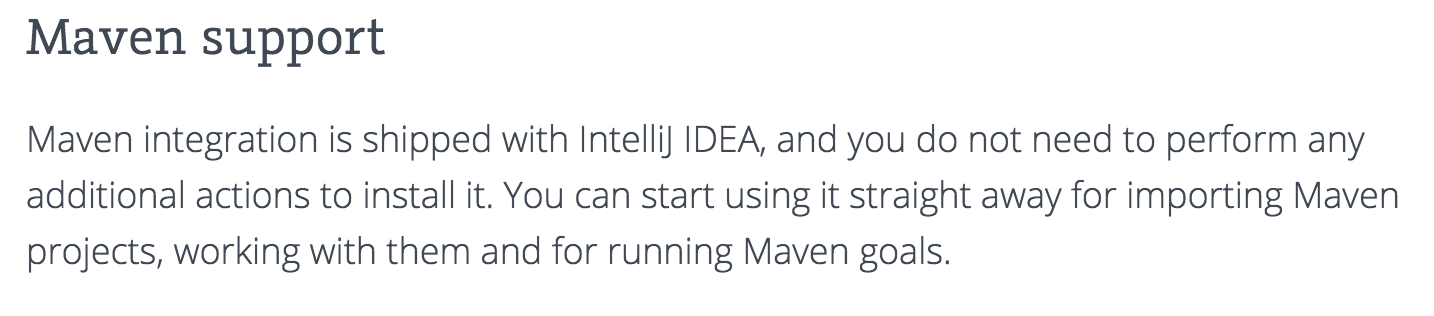 Maven support
Maven integration is shipped with IntelliJ IDEA, and you do not need to perform any
additional actions to install it. You can start using it straight away for importing Maven
projects, working with them and for running Maven goals.